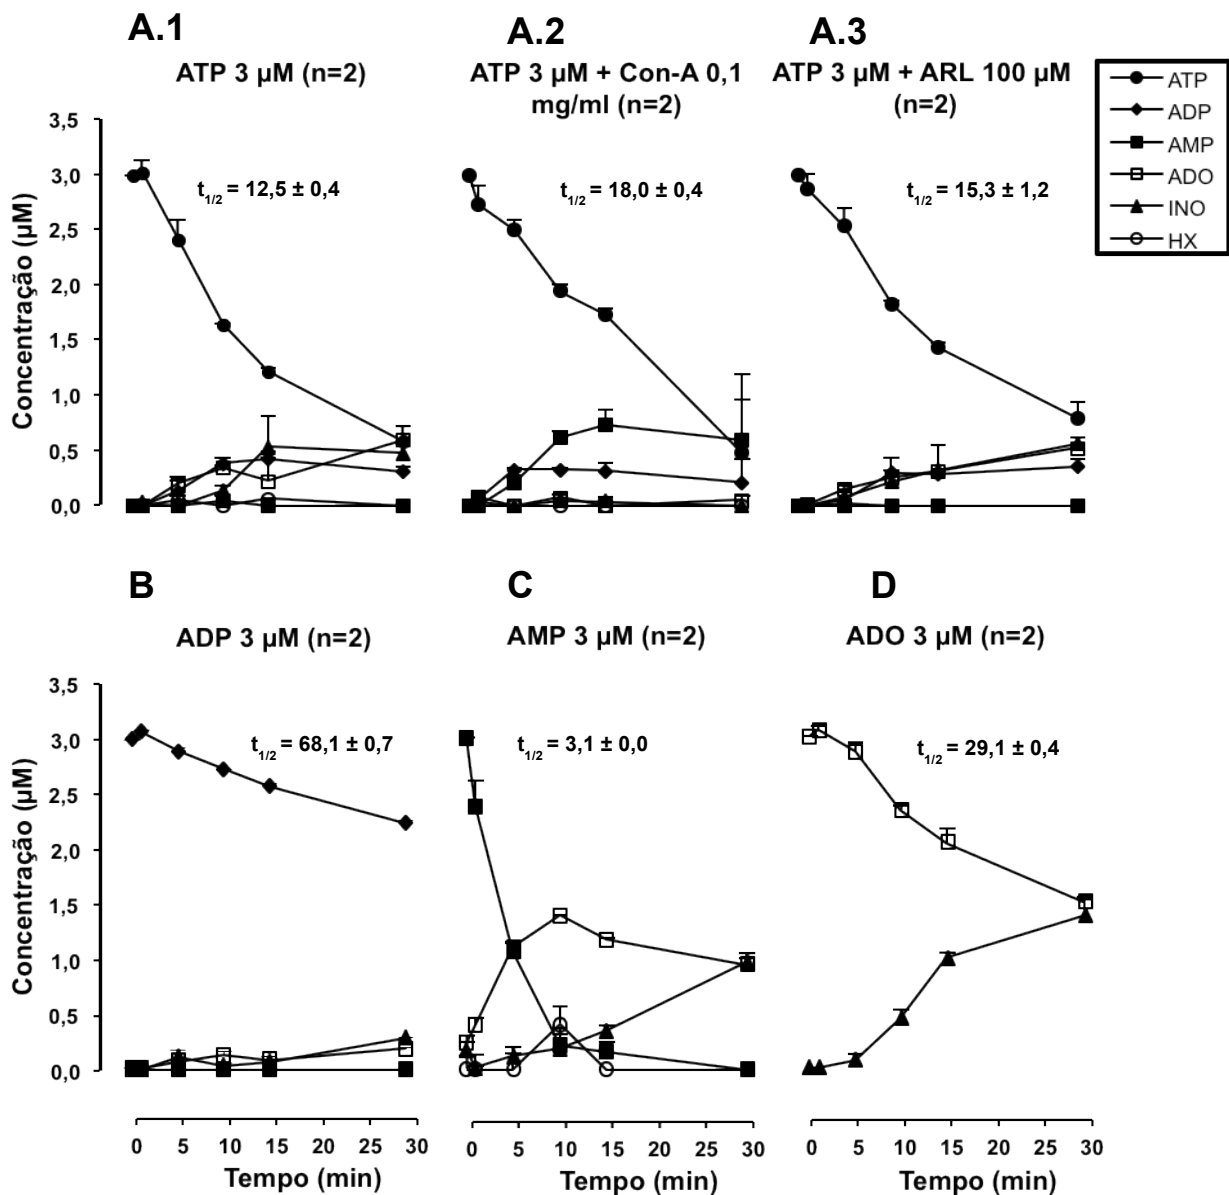 A.1
ATP 3 µM (n=2)
A.2
ATP 3 µM + Con-A 0,1
mg/ml (n=2)
A.3
ATP 3 µM + ARL 100 µM
(n=2)
ATP
ADP
AMP
ADO
INO
HX
Concentração (µM)
3,5
3,0
2,5
2,0
1,5
1,0
0,5
0,0
t1/2 = 12,5 ± 0,4
t1/2 = 18,0 ± 0,4
t1/2 = 15,3 ± 1,2
B
ADP 3 µM (n=2)
C
AMP 3 µM (n=2)
D
ADO 3 µM (n=2)
Concentração (µM)
3,5
3,0
2,5
2,0
1,5
1,0
0,5
0,0
t1/2 = 68,1 ± 0,7
t1/2 = 3,1 ± 0,0
t1/2 = 29,1 ± 0,4
0 5 10 15 20 25 30
Tempo (min)
0 5 10 15 20 25 30
Tempo (min)
0 5 10 15 20 25 30
Tempo (min)